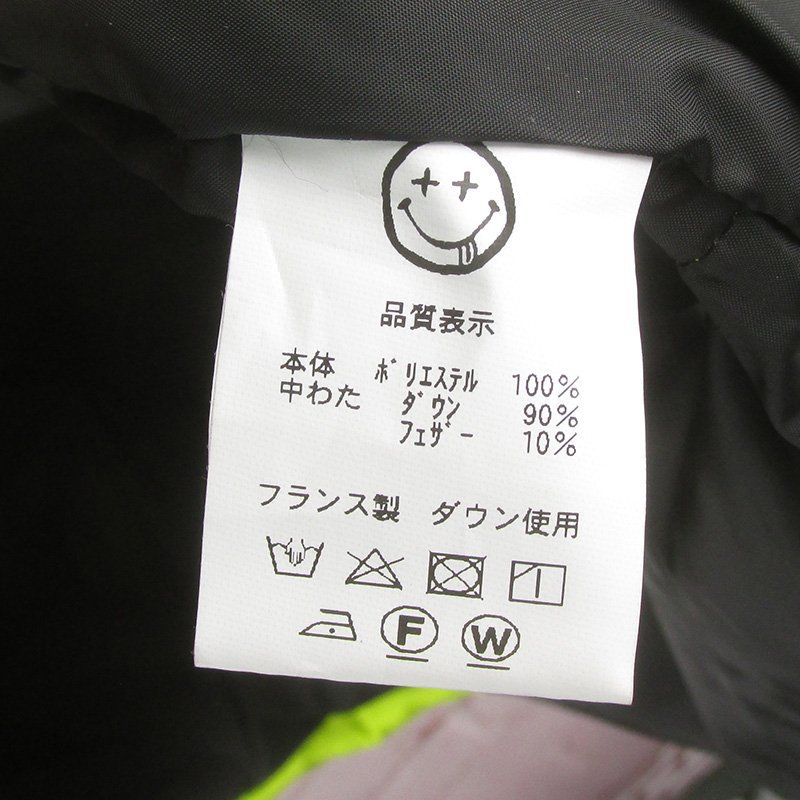 品質表示
本体 ポリエステル 100%
中わた ダウン 90%
フェザー 10%
フランス製 ダウン使用
F W